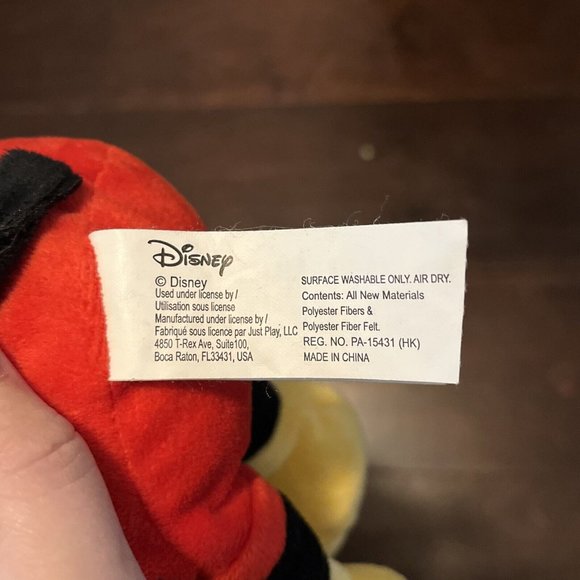 Disney
© Disney
Used under license by /
Utilisation sous license
Manufactured under license by /
Fabriqué sous licence par Just Play, LLC
4850 T-Rex Ave, Suite100,
Boca Raton, FL33431, USA
SURFACE WASHABLE ONLY. AIR DRY.
Contents: All New Materials
Polyester Fibers &
Polyester Fiber Felt.
REG. NO. PA-15431 (HK)
MADE IN CHINA